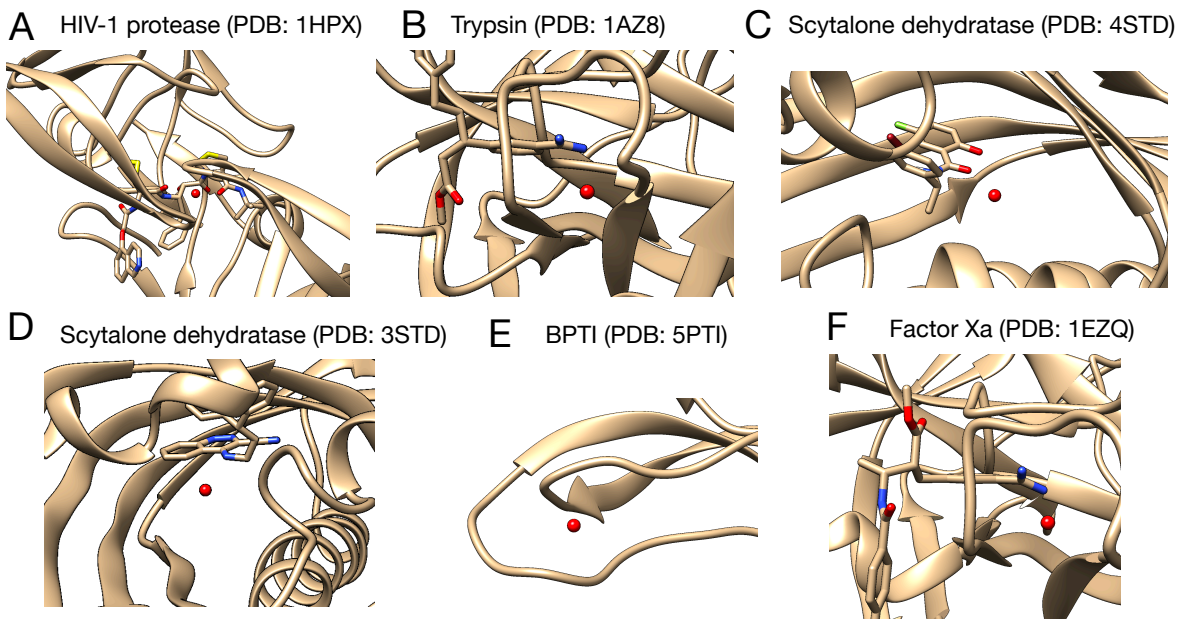 A HIV-1 protease (PDB: 1HPX)
B Trypsin (PDB: 1AZ8)
C Scytalone dehydratase (PDB: 4STD)
D Scytalone dehydratase (PDB: 3STD)
E BPTI (PDB: 5PTI)
F Factor Xa (PDB: 1EZQ)